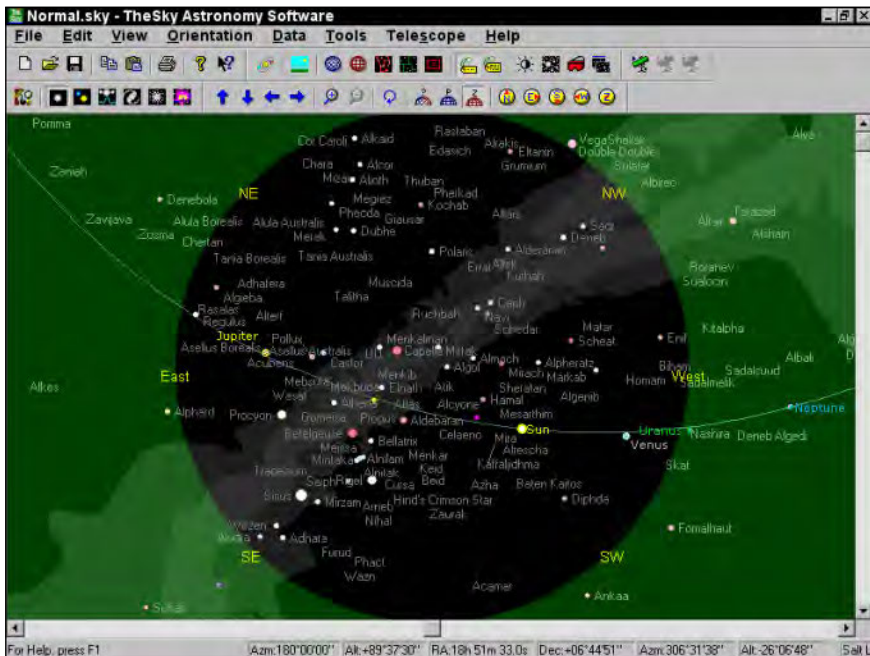 Normal.sky - TheSky Astronomy Software
File Edit View Orientation Data Tools Telescope Help
Pomma
Cor Caroli
Alkaid
Rastaban
Edasich
Eltanin
Grumium
VegaSheliak
Double Double
Sulafat
Alva
Zaniah
Chara
Alcor
Mizar
Alioth
Thuban
Albireo
Denebola
NE
Megrez
Pherkad
Kochab
NW
Phecda
Giausar
Zavijava
Alula Borealis
Alula Australis
Sadr
Altair
Tarazed
Zosma
Merak
Dubhe
Deneb
Alshain
Chertan
Polaris
Alderamin
Tania Borealis
Tania Australis
Errai
Alfirk
Kurhah
Rotanev
Sualocin
Muscida
Adhafera
Talitha
Algieba
Ruchbah
Caph
Rasalas
Regulus
Alterf
Navi
Schedar
Matar
Scheat
Enif
Kitalpha
Jupiter
Pollux
Menkalinan
Asellus Borealis
Asellus Australis
Capella
Mirfak
Almach
Alpheratz
Biham
Albali
Acubens
Castor
Algol
Mirach
Markab
Homam
Sadalsuud
Sadalmelik
East
Menkib
West
Alkes
Mebsuta
Mekbuda
Elnath
Atik
Sheratan
Algenib
Wasat
Alhena
Atlas
Alcyone
Hamal
Neptune
Alphard
Procyon
Gomeisa
Propus
Mesarthim
Aldebaran
Celaeno
Sun
Uranus
Nashira
Deneb Algedi
Betelgeuse
Bellatrix
Mira
Venus
Meissa
Alrescha
Mintaka
Alnilam
Menkar
Kaffaljidhma
Skat
Alnitak
Keid
Saiph
Rigel
Cursa
Beid
Azha
Baten Kaitos
Sirius
Mirzam
Arneb
Hind's Crimson Star
Diphda
Nihal
Zaurak
Wezen
Fomalhaut
Adhara
SE
Furud
Phact
SW
Wazn
Acamar
Ankaa
Suhail
For Help, press F1
Azm:180°00'00"
Alt:+89°37'30"
RA:18h 51m 33.0s
Dec:+06°44'51"
Azm:306°31'38"
Alt:-26°06'48"
Salt L